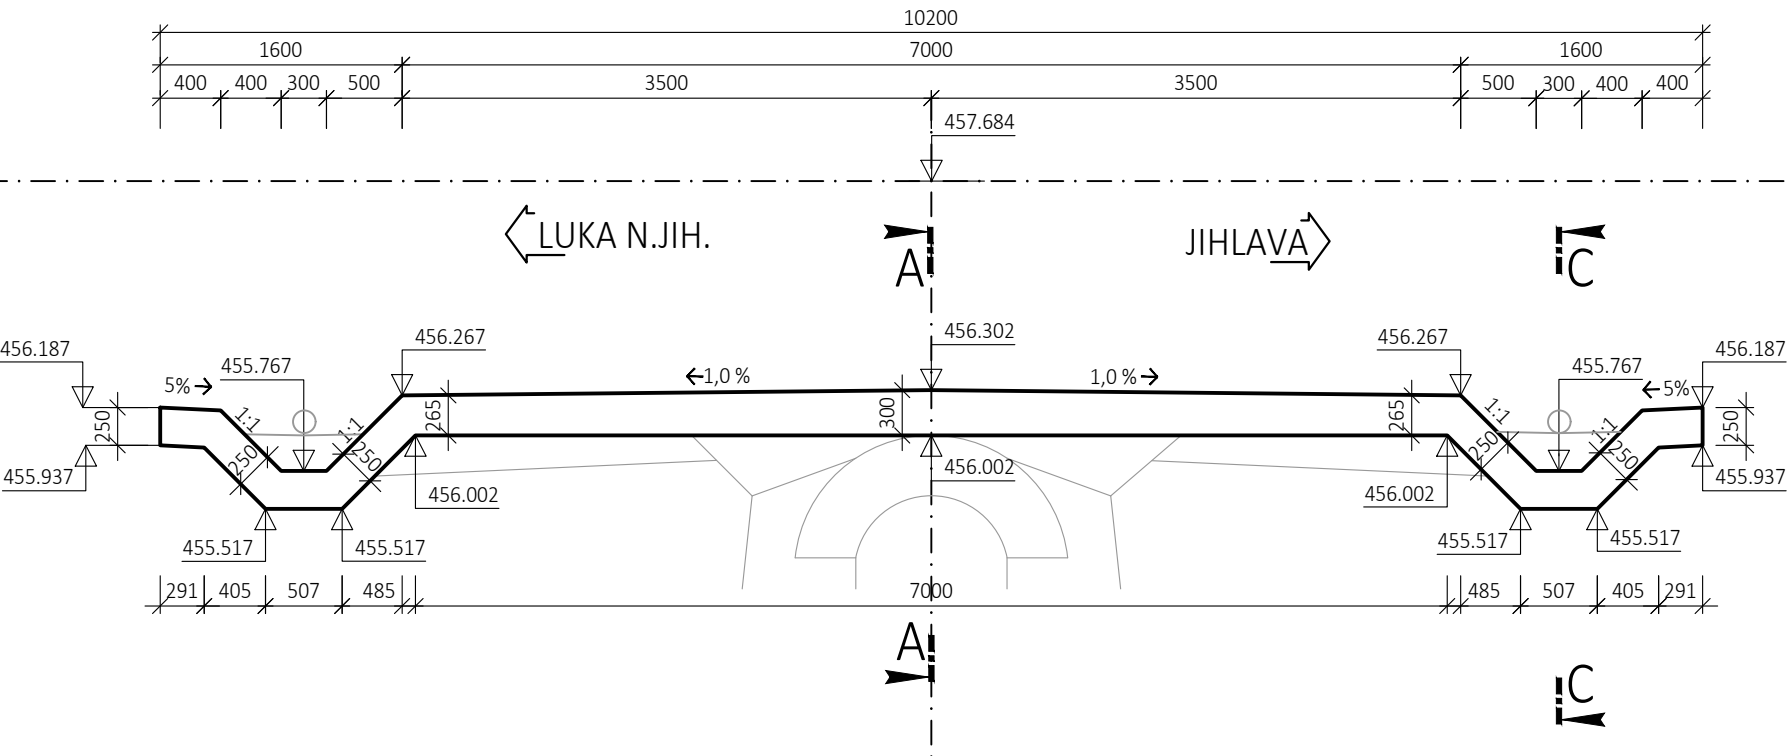 10200
1600 7000 1600
400 400 300 500 3500 3500 500 300 400 400
457.684
LUKA N.JIH. JIHLAVA
A C
456.267 456.302 456.267
456.187 455.767 455.767 456.187
5% 1,0 % 1,0 % 5%
250 1:1 1:1 265 300 265 1:1 1:1 250
250 250 250 250
455.937 456.002 456.002 456.002 455.937
455.517 455.517 455.517 455.517
291 405 507 485 7000 485 507 405 291
A
C